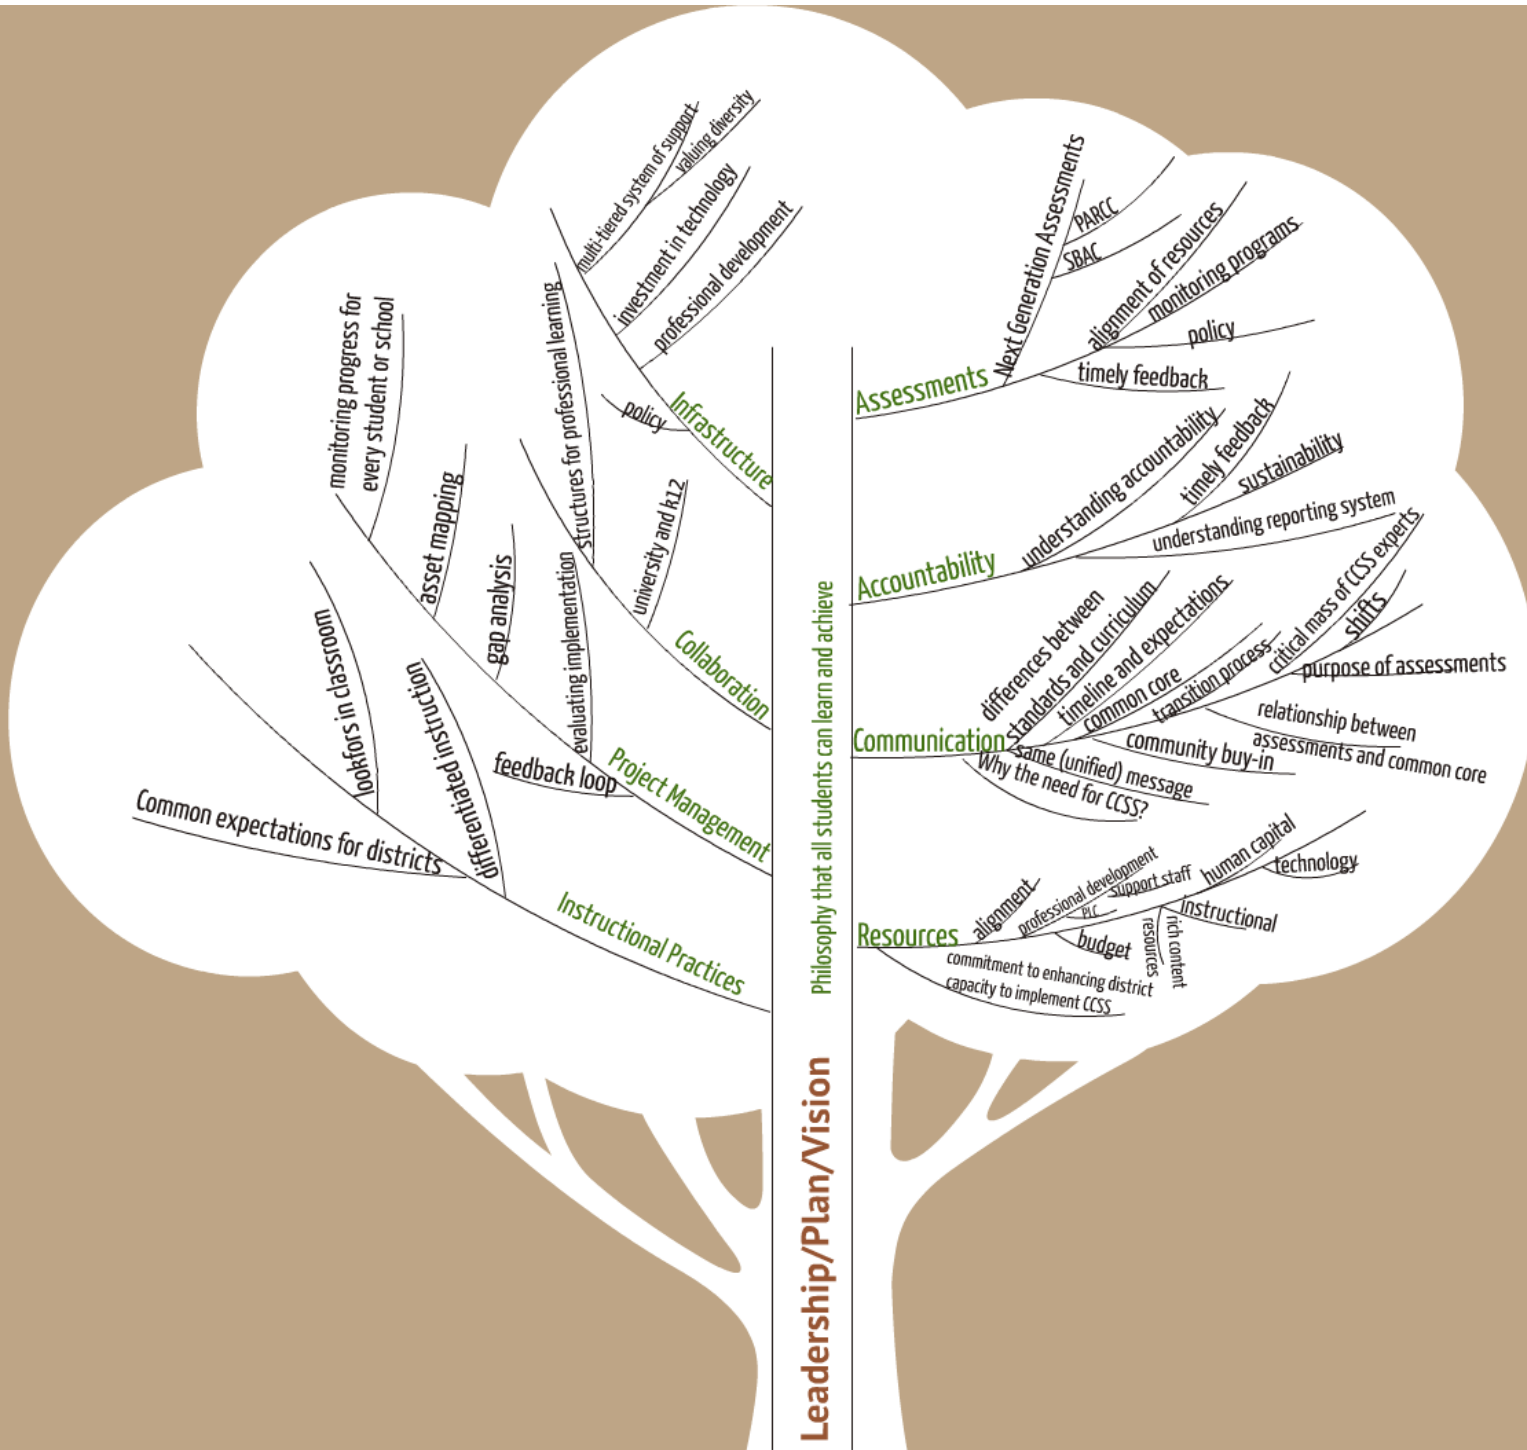 multi-tiered system of support
valuing diversity
investment in technology
professional development
policy
Infrastructure
structures for professional learning
university and k12
Collaboration
monitoring progress for
every student or school
asset mapping
gap analysis
evaluating implementation
feedback loop
Project Management
lookfors in classroom
differentiated instruction
Common expectations for districts
Instructional Practices
Philosophy that all students can learn and achieve
Leadership/Plan/Vision
Next Generation Assessments
PARCC
SBAC
alignment of resources
monitoring programs
policy
timely feedback
Assessments
understanding accountability
timely feedback
sustainability
understanding reporting system
Accountability
differences between
standards and curriculum
timeline and expectations
common core
transition process
critical mass of CCSS experts
shifts
purpose of assessments
relationship between
assessments and common core
community buy-in
same (unified) message
Why the need for CCSS?
Communication
alignment
professional development
PLC
support staff
human capital
technology
instructional
rich content
resources
budget
commitment to enhancing district
capacity to implement CCSS
Resources